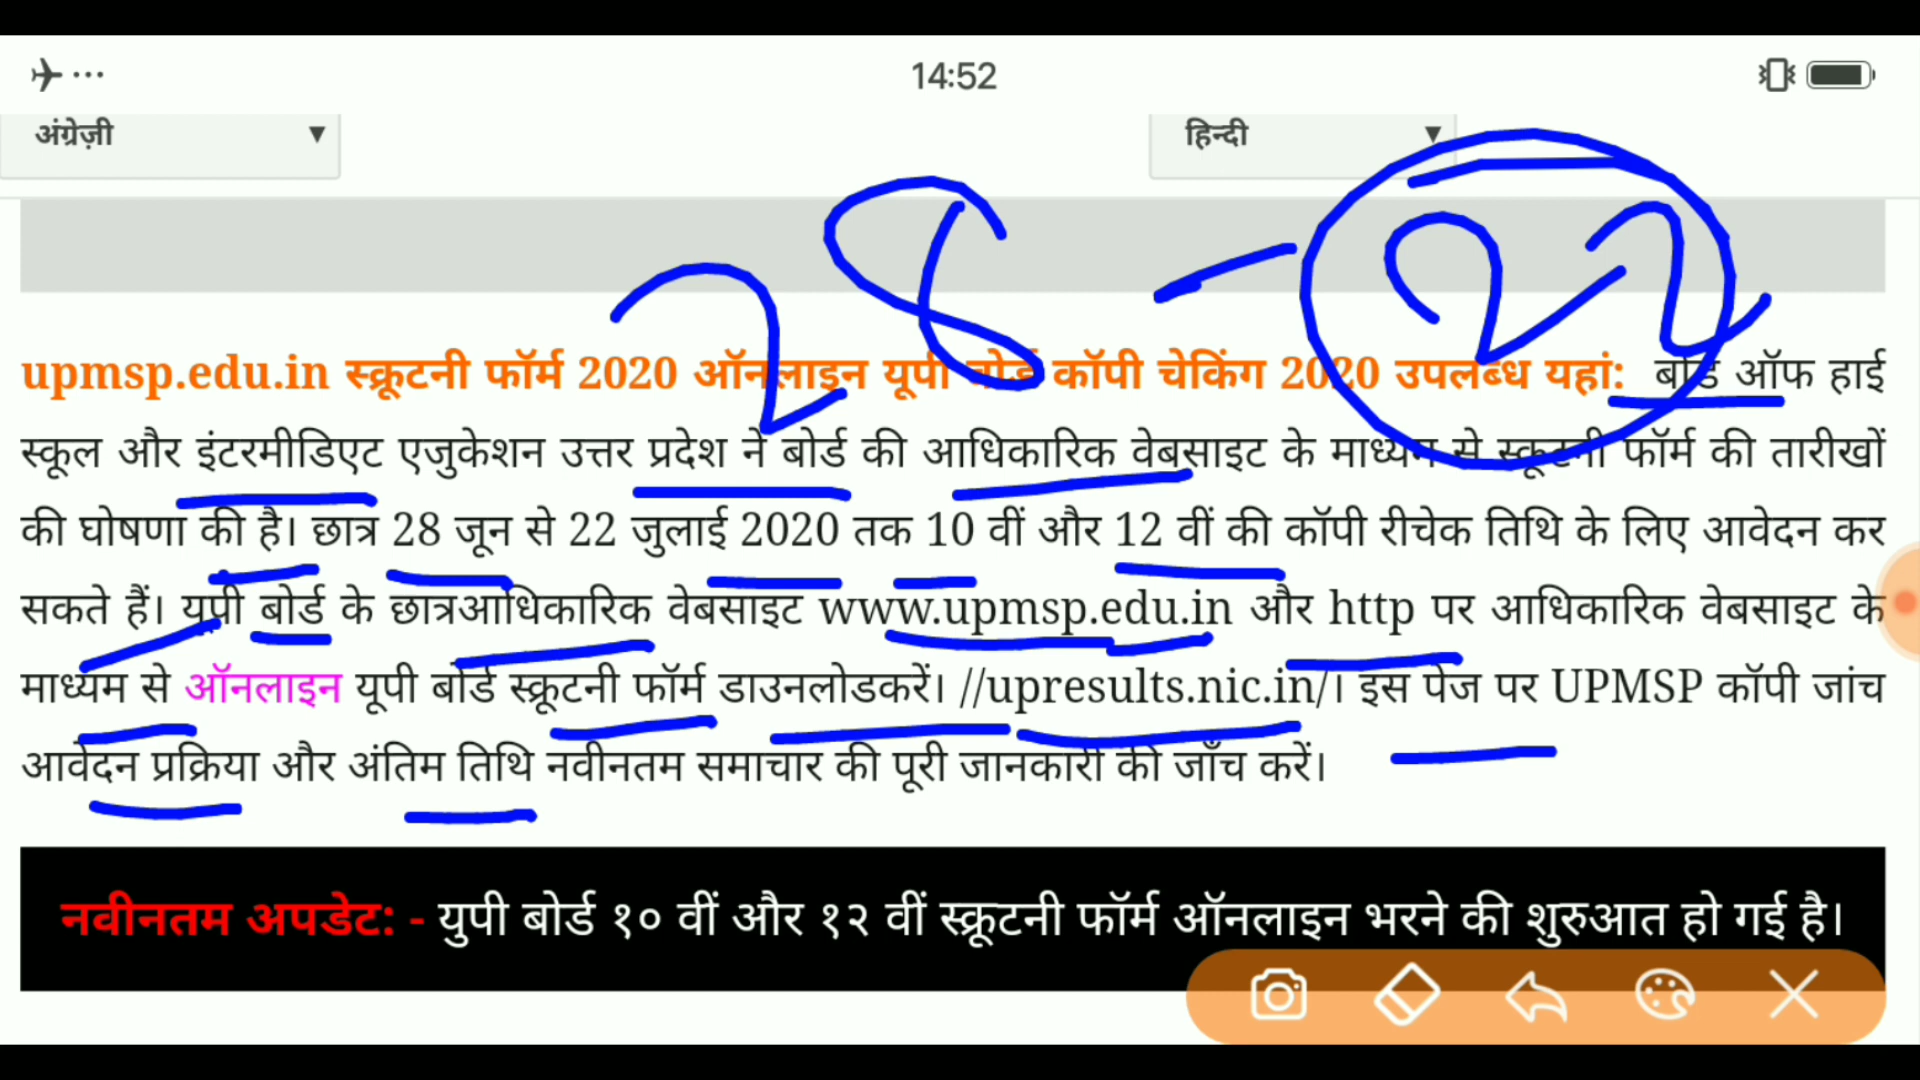 14:52
अंग्रेज़ी ▼ हिन्दी ▼
28 - 22
upmsp.edu.in स्क्रूटनी फॉर्म 2020 ऑनलाइन यूपी बोर्ड कॉपी चेकिंग 2020 उपलब्ध यहां: बोर्ड ऑफ हाई
स्कूल और इंटरमीडिएट एजुकेशन उत्तर प्रदेश ने बोर्ड की आधिकारिक वेबसाइट के माध्यम से स्क्रूटनी फॉर्म की तारीखों
की घोषणा की है। छात्र 28 जून से 22 जुलाई 2020 तक 10 वीं और 12 वीं की कॉपी रीचेक तिथि के लिए आवेदन कर
सकते हैं। यूपी बोर्ड के छात्रआधिकारिक वेबसाइट www.upmsp.edu.in और http पर आधिकारिक वेबसाइट के
माध्यम से ऑनलाइन यूपी बोर्ड स्क्रूटनी फॉर्म डाउनलोडकरें। //upresults.nic.in/। इस पेज पर UPMSP कॉपी जांच
आवेदन प्रक्रिया और अंतिम तिथि नवीनतम समाचार की पूरी जानकारी की जाँच करें।
नवीनतम अपडेट: - युपी बोर्ड १० वीं और १२ वीं स्क्रूटनी फॉर्म ऑनलाइन भरने की शुरुआत हो गई है।